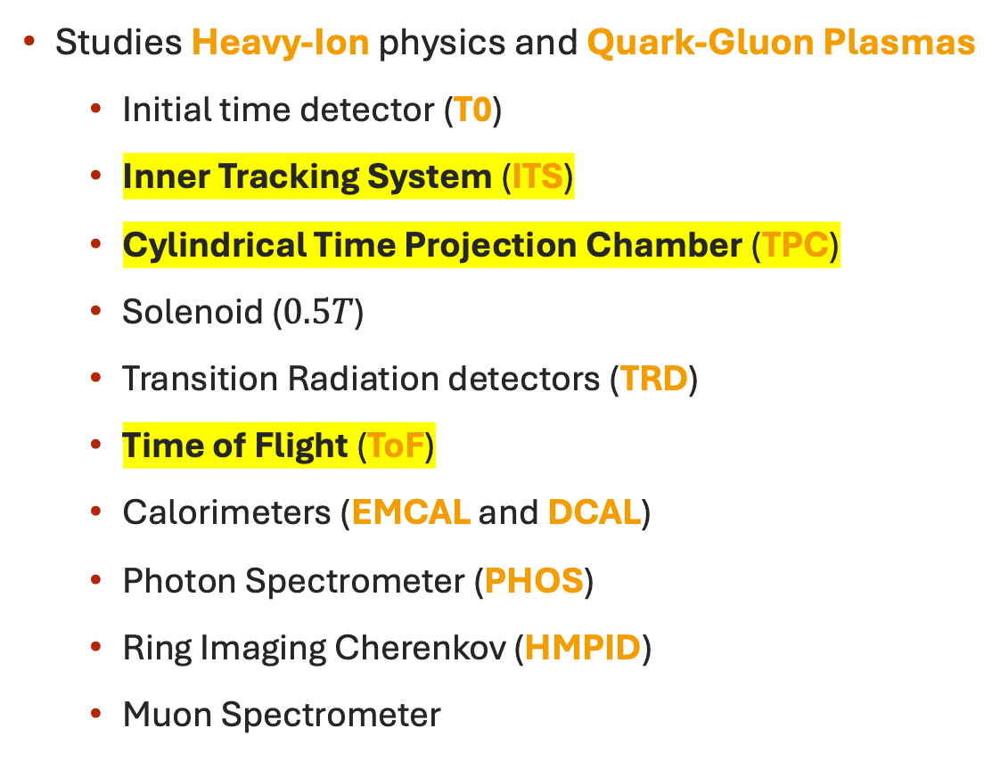 • Studies Heavy-Ion physics and Quark-Gluon Plasmas
• Initial time detector (T0)
• Inner Tracking System (ITS)
• Cylindrical Time Projection Chamber (TPC)
• Solenoid (0.5T)
• Transition Radiation detectors (TRD)
• Time of Flight (ToF)
• Calorimeters (EMCAL and DCAL)
• Photon Spectrometer (PHOS)
• Ring Imaging Cherenkov (HMPID)
• Muon Spectrometer